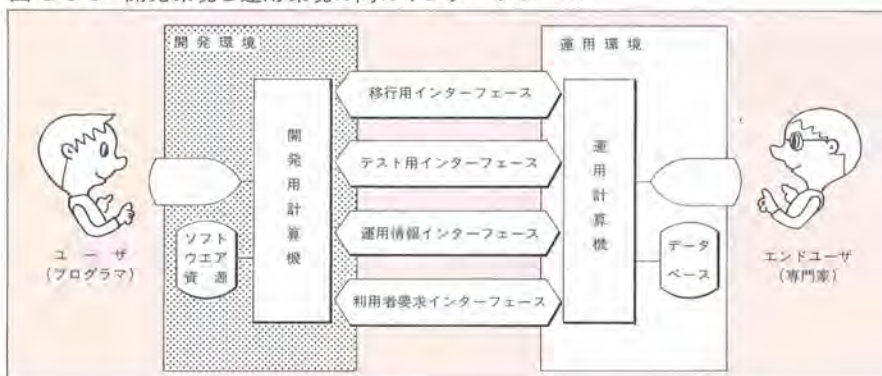 開発環境
運用環境
移行用インターフェース
開発用計算機
運用計算機
テスト用インターフェース
運用情報インターフェース
利用者要求インターフェース
ソフト
ウエア
資源
データ
ベース
ユーザ
(プログラマ)
エンドユーザ
(専門家)